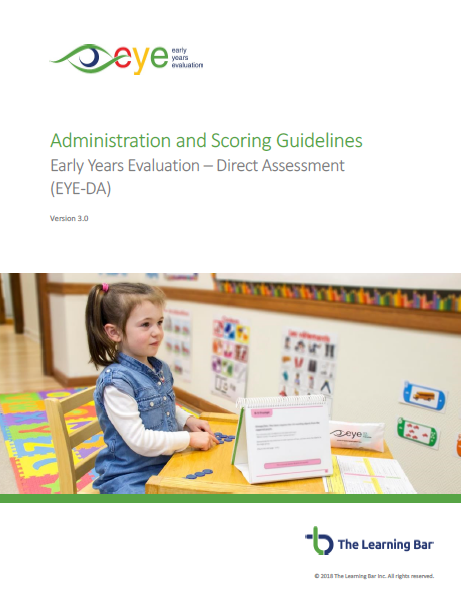 eye
early
years
evaluation
Administration and Scoring Guidelines
Early Years Evaluation – Direct Assessment
(EYE-DA)
Version 3.0
eye
The Learning Bar
© 2018 The Learning Bar Inc. All rights reserved.